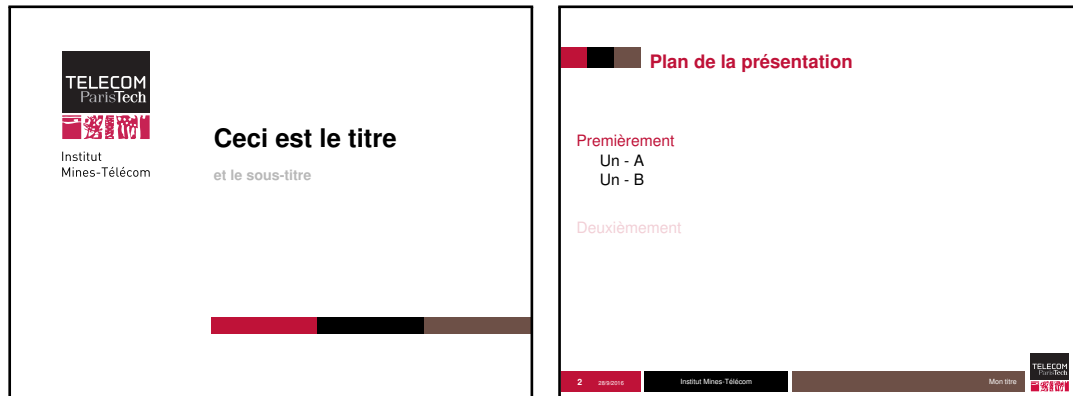 TELECOM
ParisTech
Institut
Mines-Télécom
Ceci est le titre
et le sous-titre
Plan de la présentation
Premièrement
Un - A
Un - B
Deuxièmement
2 28/9/2016 Institut Mines-Télécom Mon titre
TELECOM
ParisTech